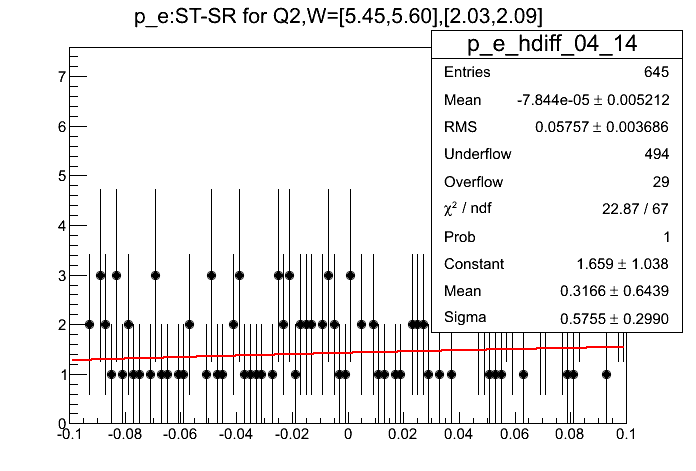 p_e:ST-SR for Q2,W=[5.45,5.60],[2.03,2.09]
p_e_hdiff_04_14
Entries 645
Mean -7.844e-05 ± 0.005212
RMS 0.05757 ± 0.003686
Underflow 494
Overflow 29
χ² / ndf 22.87 / 67
Prob 1
Constant 1.659 ± 1.038
Mean 0.3166 ± 0.6439
Sigma 0.5755 ± 0.2990
7
6
5
4
3
2
1
0
-0.1 -0.08 -0.06 -0.04 -0.02 0 0.02 0.04 0.06 0.08 0.1